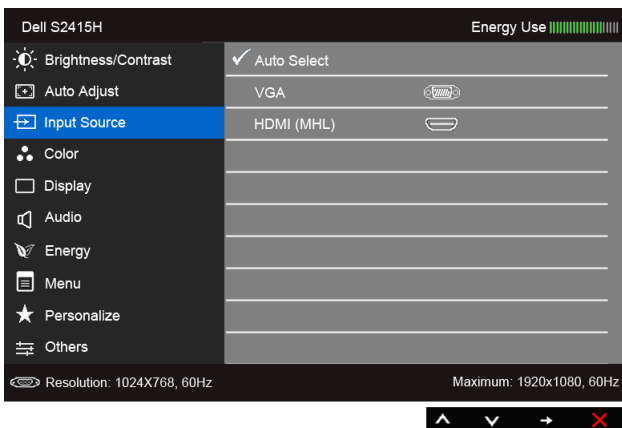 Dell S2415H Energy Use
Brightness/Contrast Auto Select
Auto Adjust VGA
Input Source HDMI (MHL)
Color
Display
Audio
Energy
Menu
Personalize
Others
Resolution: 1024X768, 60Hz Maximum: 1920x1080, 60Hz